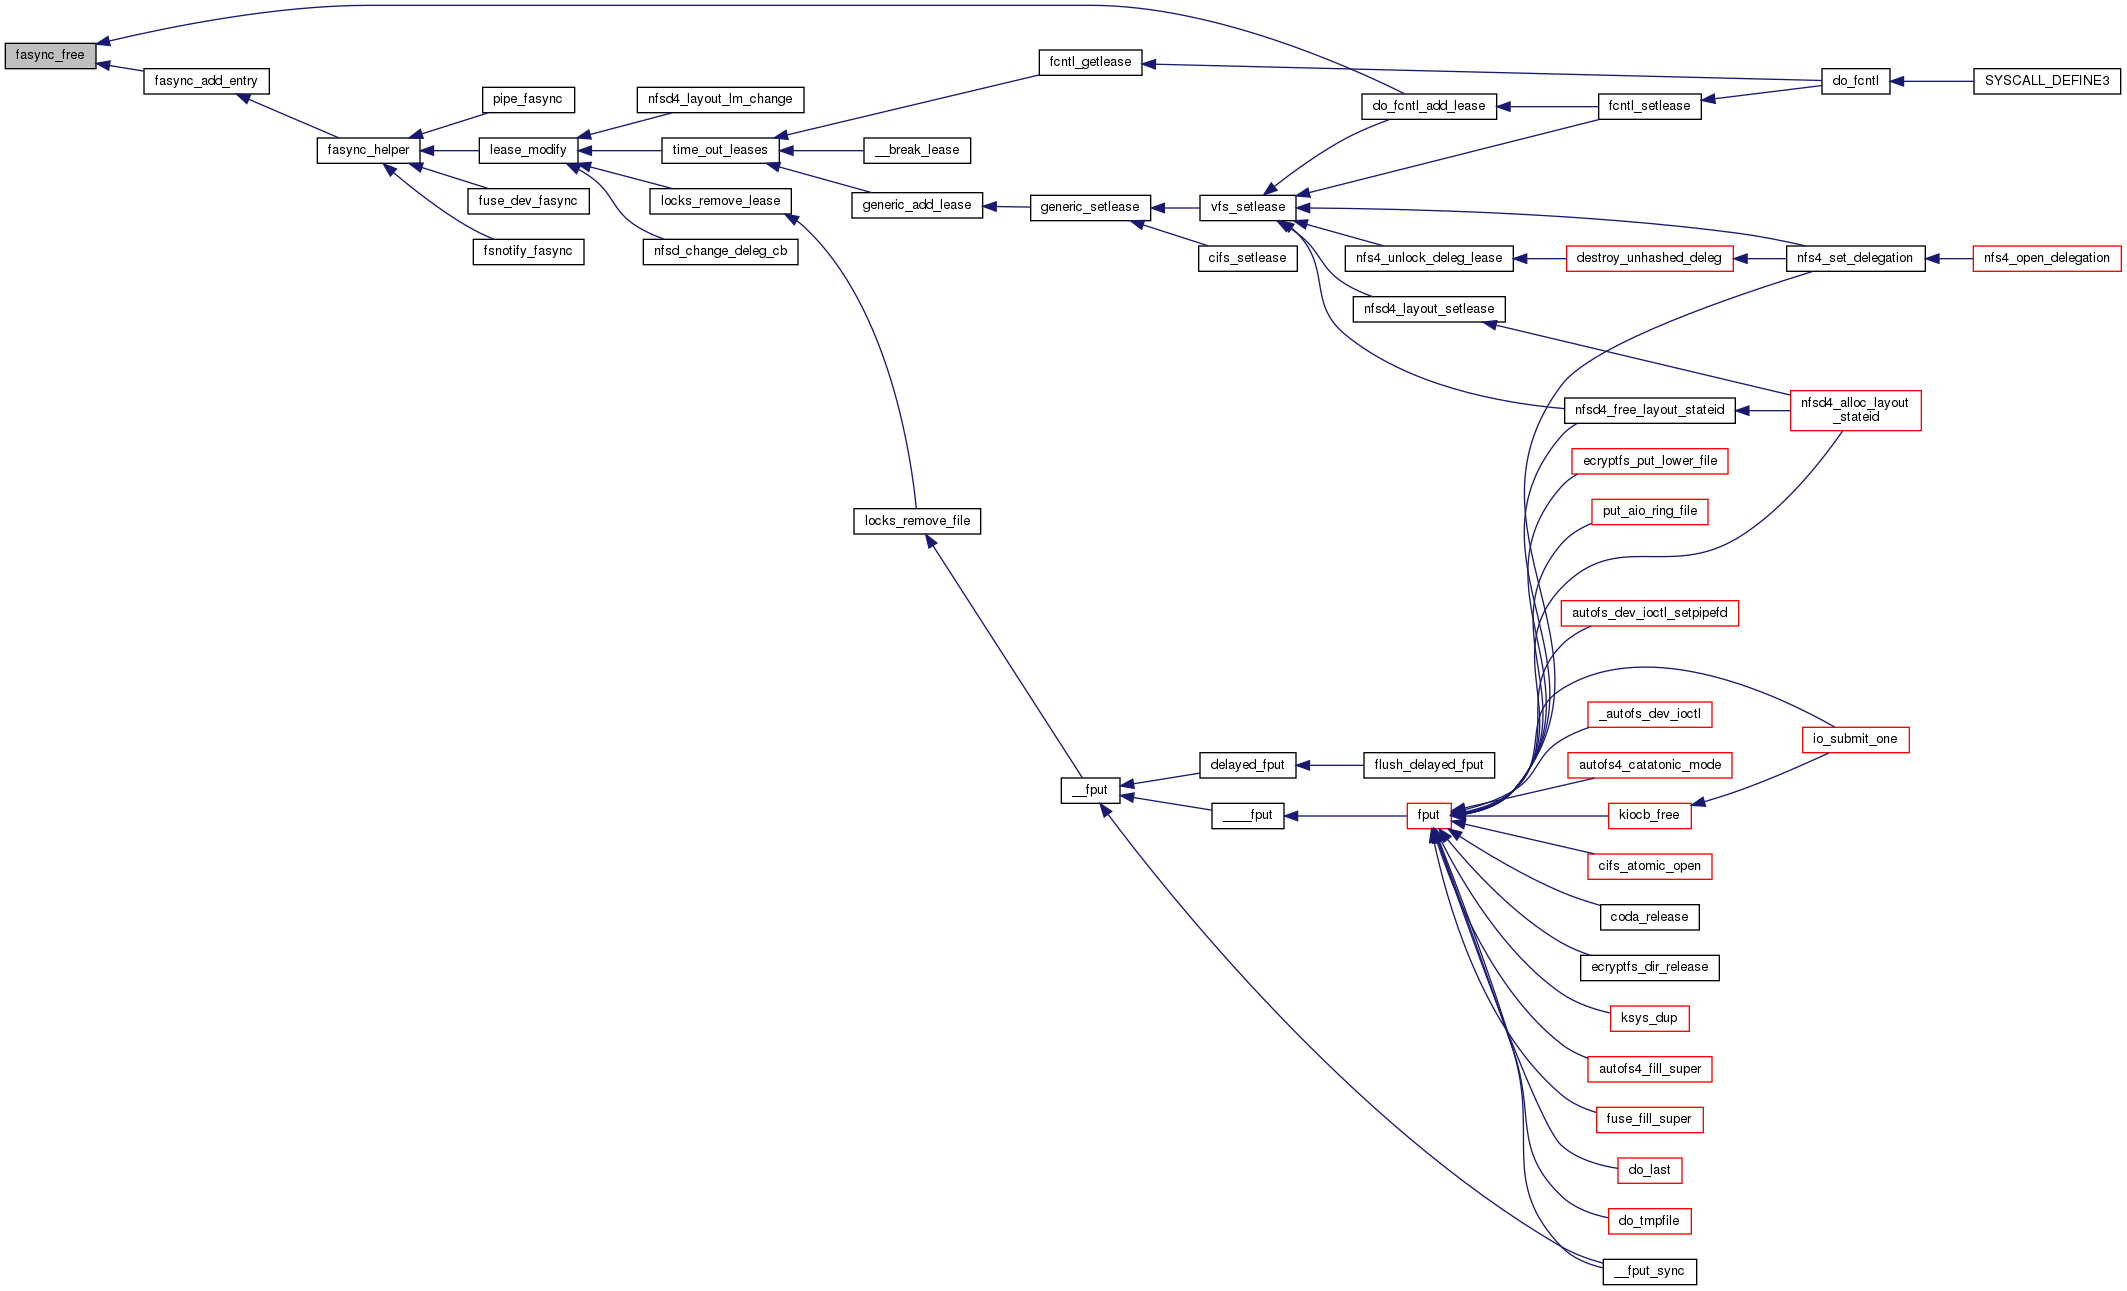 fasync_free
fasync_add_entry
fasync_helper
pipe_fasync
lease_modify
fuse_dev_fasync
fsnotify_fasync
nfsd4_layout_lm_change
time_out_leases
locks_remove_lease
nfsd_change_deleg_cb
fcntl_getlease
__break_lease
generic_add_lease
generic_setlease
vfs_setlease
cifs_setlease
do_fcntl_add_lease
fcntl_setlease
do_fcntl
SYSCALL_DEFINE3
nfs4_unlock_deleg_lease
destroy_unhashed_deleg
nfs4_set_delegation
nfs4_open_delegation
nfsd4_layout_setlease
nfsd4_free_layout_stateid
nfsd4_alloc_layout
_stateid
ecryptfs_put_lower_file
put_aio_ring_file
locks_remove_file
autofs_dev_ioctl_setpipefd
_autofs_dev_ioctl
io_submit_one
delayed_fput
flush_delayed_fput
autofs4_catatonic_mode
__fput
____fput
fput
kiocb_free
cifs_atomic_open
coda_release
ecryptfs_dir_release
ksys_dup
autofs4_fill_super
fuse_fill_super
do_last
do_tmpfile
__fput_sync